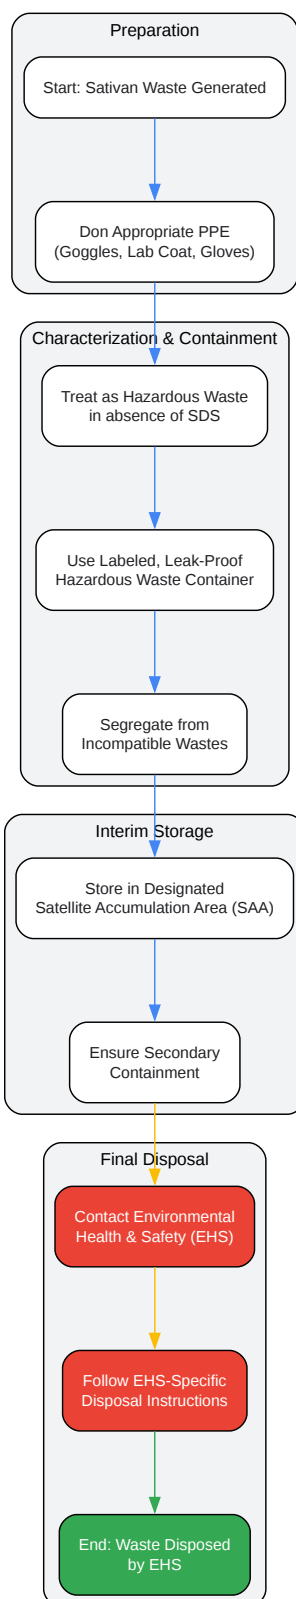 Preparation
Start: Sativan Waste Generated
Don Appropriate PPE
(Goggles, Lab Coat, Gloves)
Characterization & Containment
Treat as Hazardous Waste
in absence of SDS
Use Labeled, Leak-Proof
Hazardous Waste Container
Segregate from
Incompatible Wastes
Interim Storage
Store in Designated
Satellite Accumulation Area (SAA)
Ensure Secondary
Containment
Final Disposal
Contact Environmental
Health & Safety (EHS)
Follow EHS-Specific
Disposal Instructions
End: Waste Disposed
by EHS